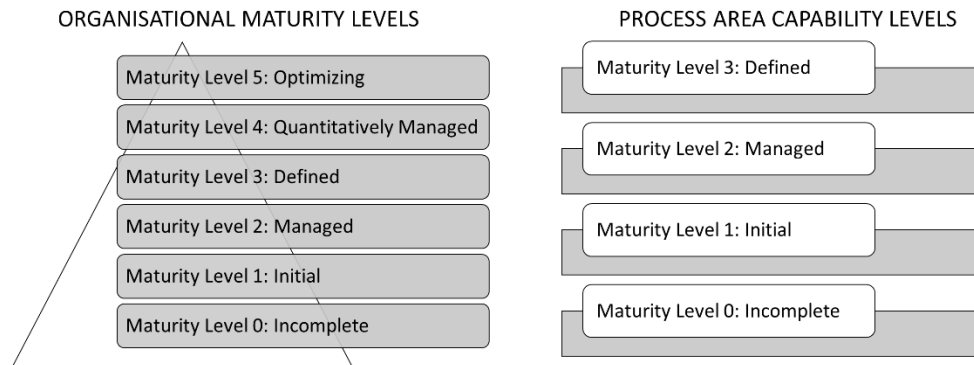 ORGANISATIONAL MATURITY LEVELS
Maturity Level 5: Optimizing
Maturity Level 4: Quantitatively Managed
Maturity Level 3: Defined
Maturity Level 2: Managed
Maturity Level 1: Initial
Maturity Level 0: Incomplete
PROCESS AREA CAPABILITY LEVELS
Maturity Level 3: Defined
Maturity Level 2: Managed
Maturity Level 1: Initial
Maturity Level 0: Incomplete